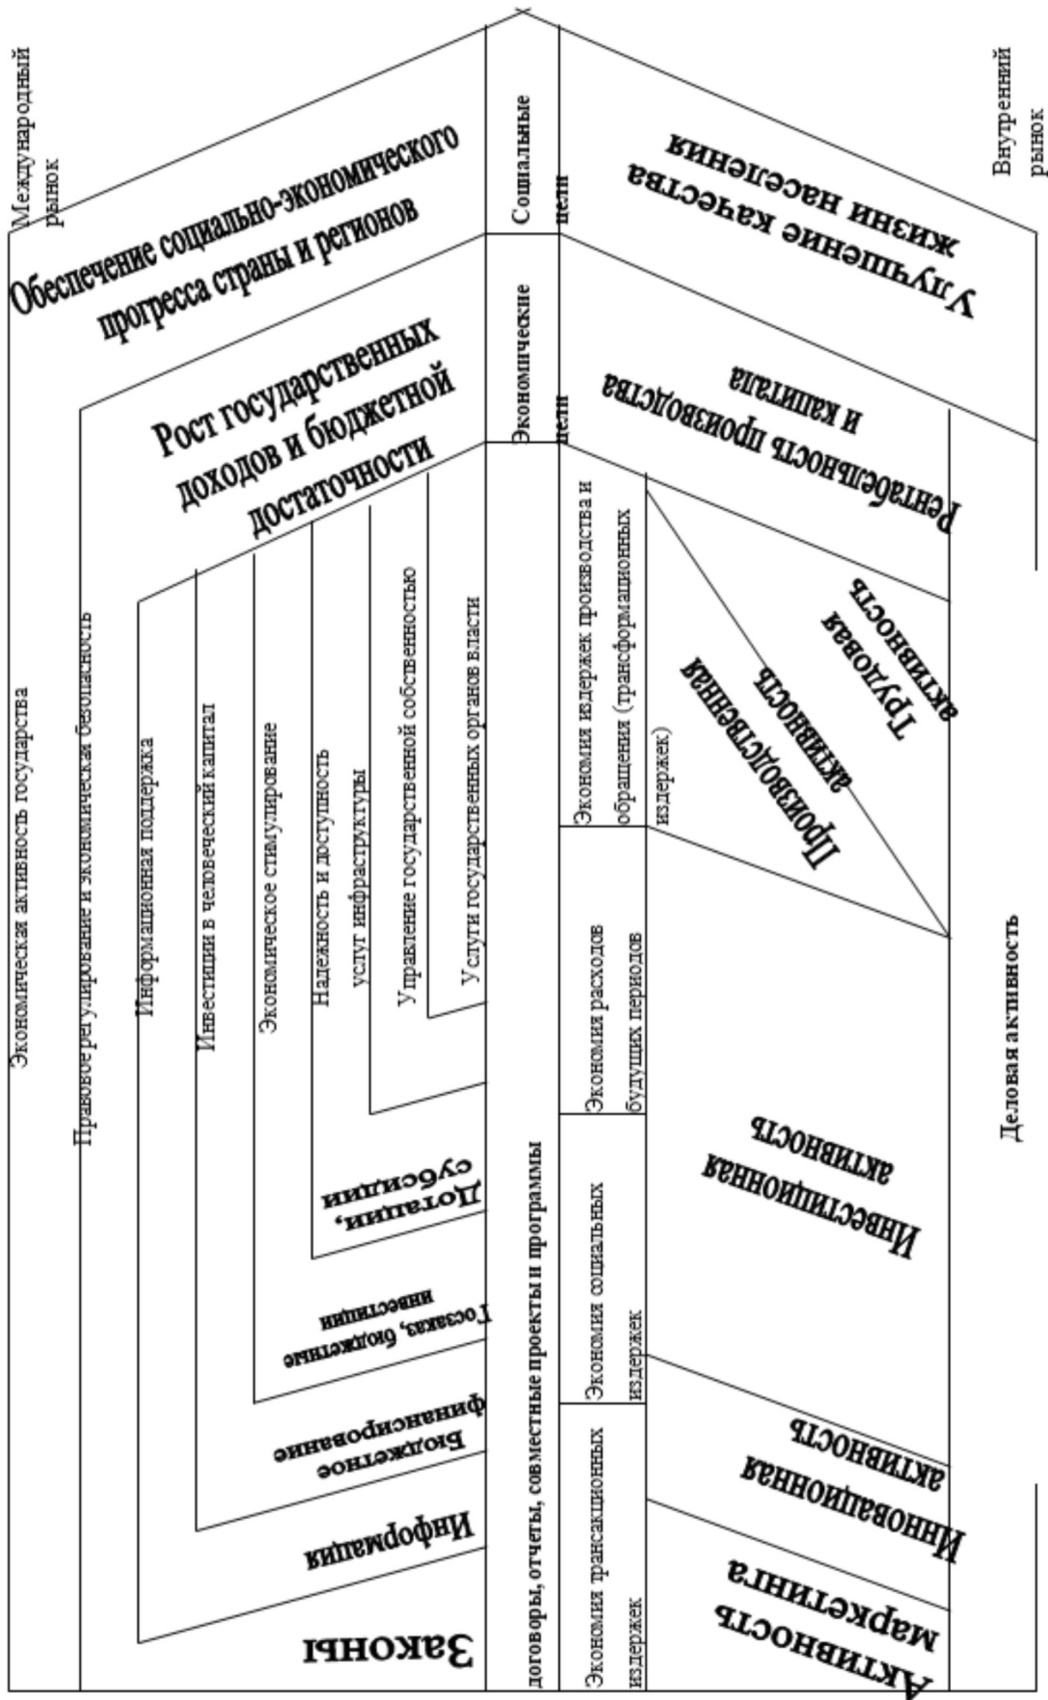 Международный
рынок
Экономическая активность государства
Обеспечение социально-экономического
прогресса страны и регионов
Правовое регулирование и экономическая безопасность
Рост государственных
доходов и бюджетной
достаточности
Информационная поддержка
Инвестиции в человеческий капитал
Экономическое стимулирование
Надежность и доступность
услуг инфраструктуры
Управление государственной собственностью
Услуги государственных органов власти
Законы
Информация
Бюджетное
финансирование
Госзаказ, бюджетные
инвестиции
Дотации,
субсидии
договоры, отчеты, совместные проекты и программы
Экономические
цели
Социальные
цели
Экономия трансакционных
издержек
Экономия социальных
издержек
Экономия расходов
будущих периодов
Экономия издержек производства и
обращения (трансформационных
издержек)
Активность
маркетинга
Инновационная
активность
Инвестиционная
активность
Производственная
активность
Трудовая
активность
Рентабельность производства
и капитала
Улучшение качества
жизни населения
Деловая активность
Внутренний
рынок